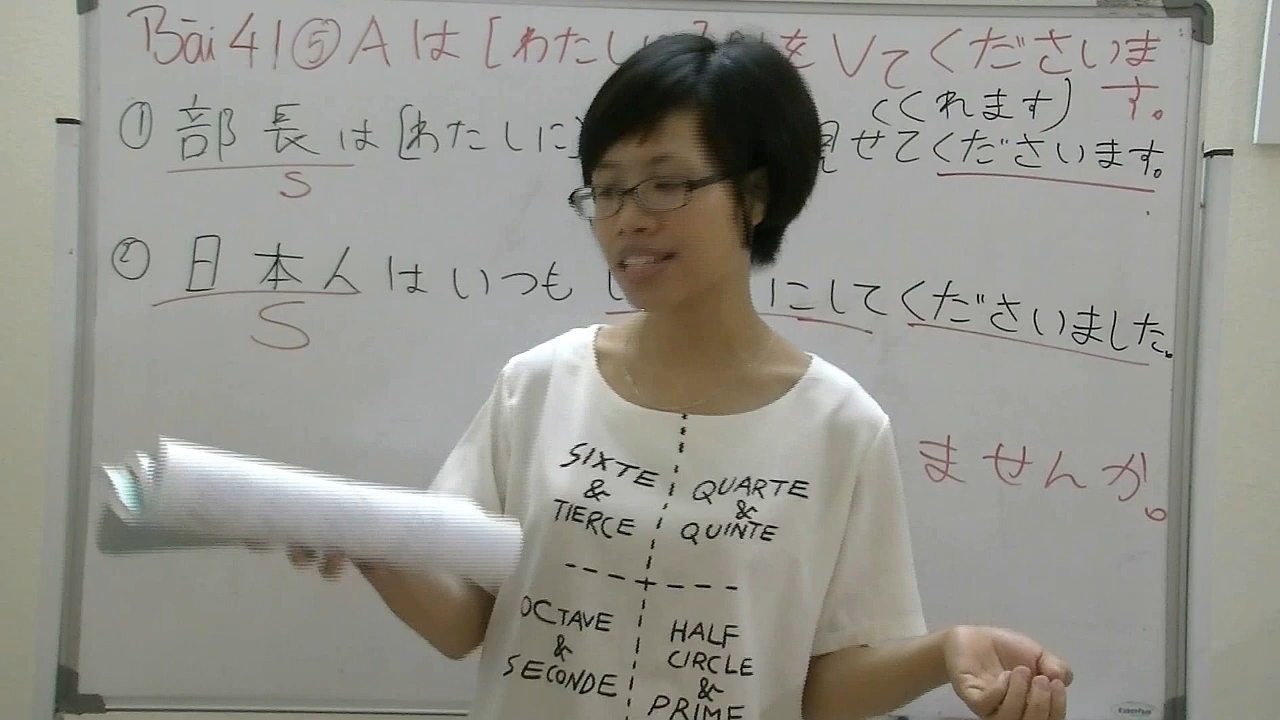 Bāi 41 ⑤ A は [わたし を Vてくださいま
す。
(くれます)
① 部長は [わたしに] 見せてくださいます。
S
② 日本人はいつも にしてくださいました。
S
ませんか。
SIXTE
&
TIERCE
QUARTE
&
QUINTE
OCTAVE
&
SECONDE
HALF
CIRCLE
&
PRIME